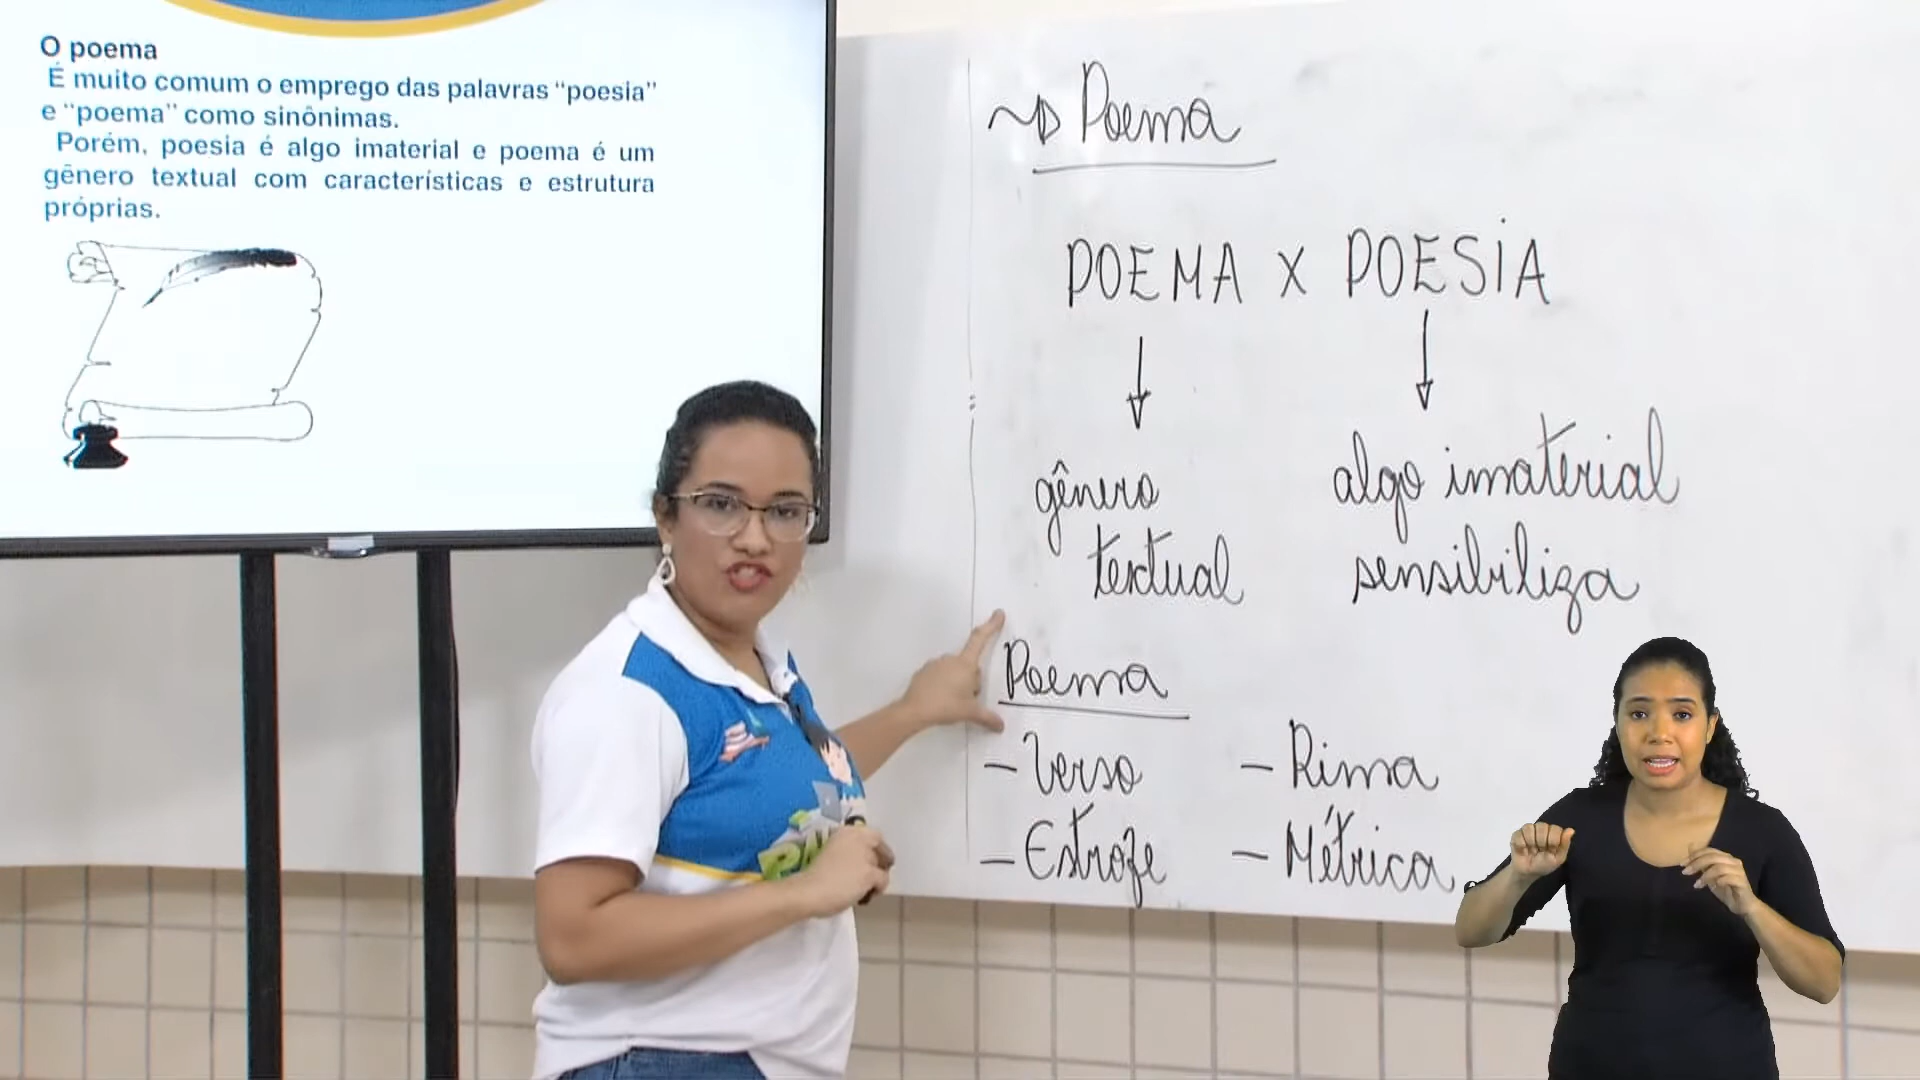 O poema
É muito comum o emprego das palavras “poesia”
e “poema” como sinônimas.
Porém, poesia é algo imaterial e poema é um
gênero textual com características e estrutura
próprias.
Poema
POEMA X POESIA
gênero
textual
algo imaterial
sensibiliza
Poema
- Verso
- Estrofe
- Rima
- Métrica